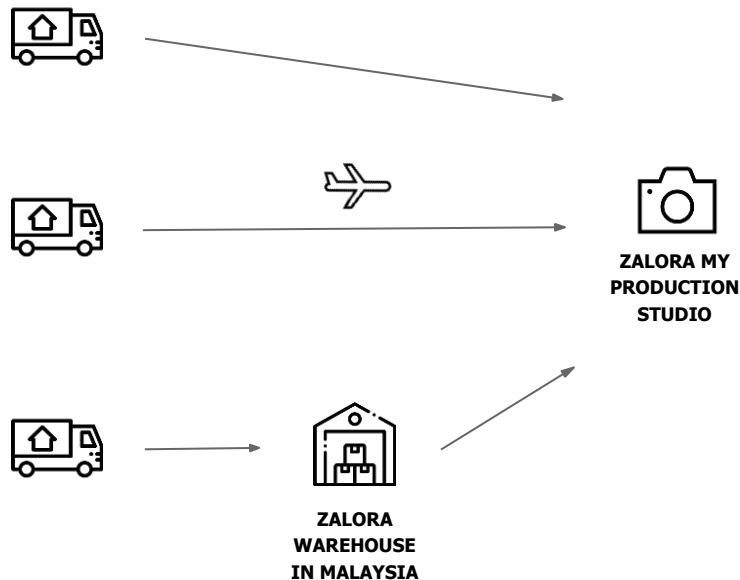 ZALORA MY
PRODUCTION
STUDIO
ZALORA
WAREHOUSE
IN MALAYSIA